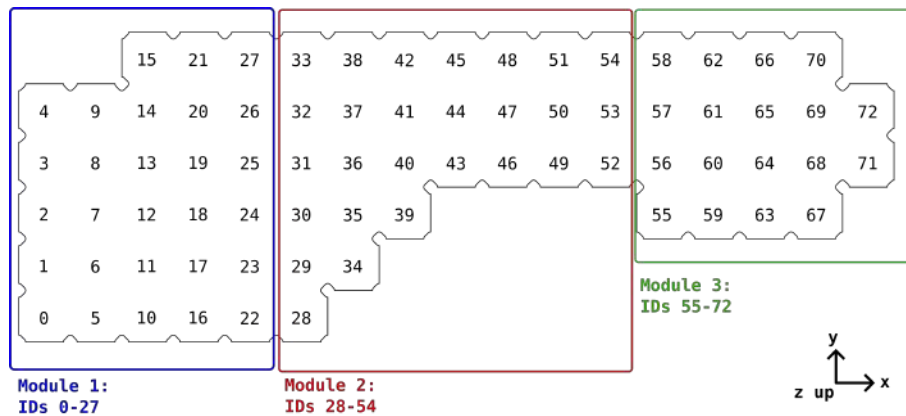 15 21 27 33 38 42 45 48 51 54 58 62 66 70
4 9 14 20 26 32 37 41 44 47 50 53 57 61 65 69 72
3 8 13 19 25 31 36 40 43 46 49 52 56 60 64 68 71
2 7 12 18 24 30 35 39 55 59 63 67
1 6 11 17 23 29 34
0 5 10 16 22 28
Module 1:
IDs 0-27
Module 2:
IDs 28-54
Module 3:
IDs 55-72
y
z up x